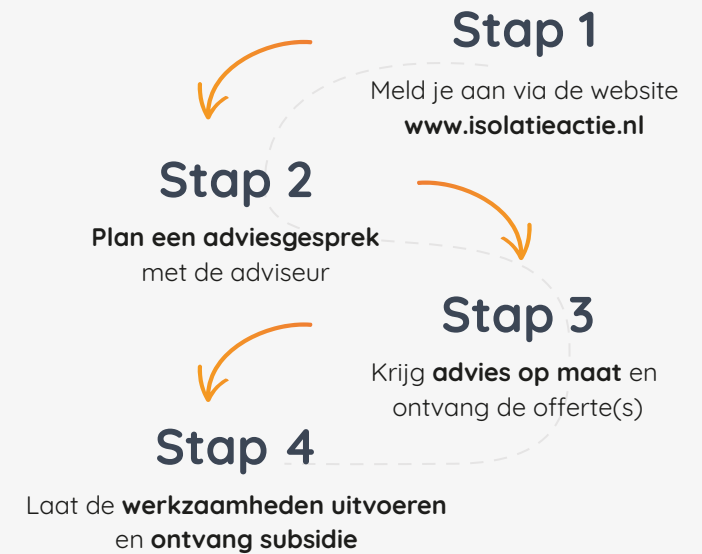 Stap 1
Meld je aan via de website
www.isolatieactie.nl
Stap 2
Plan een adviesgesprek
met de adviseur
Stap 3
Krijg advies op maat en
ontvang de offerte(s)
Stap 4
Laat de werkzaamheden uitvoeren
en ontvang subsidie